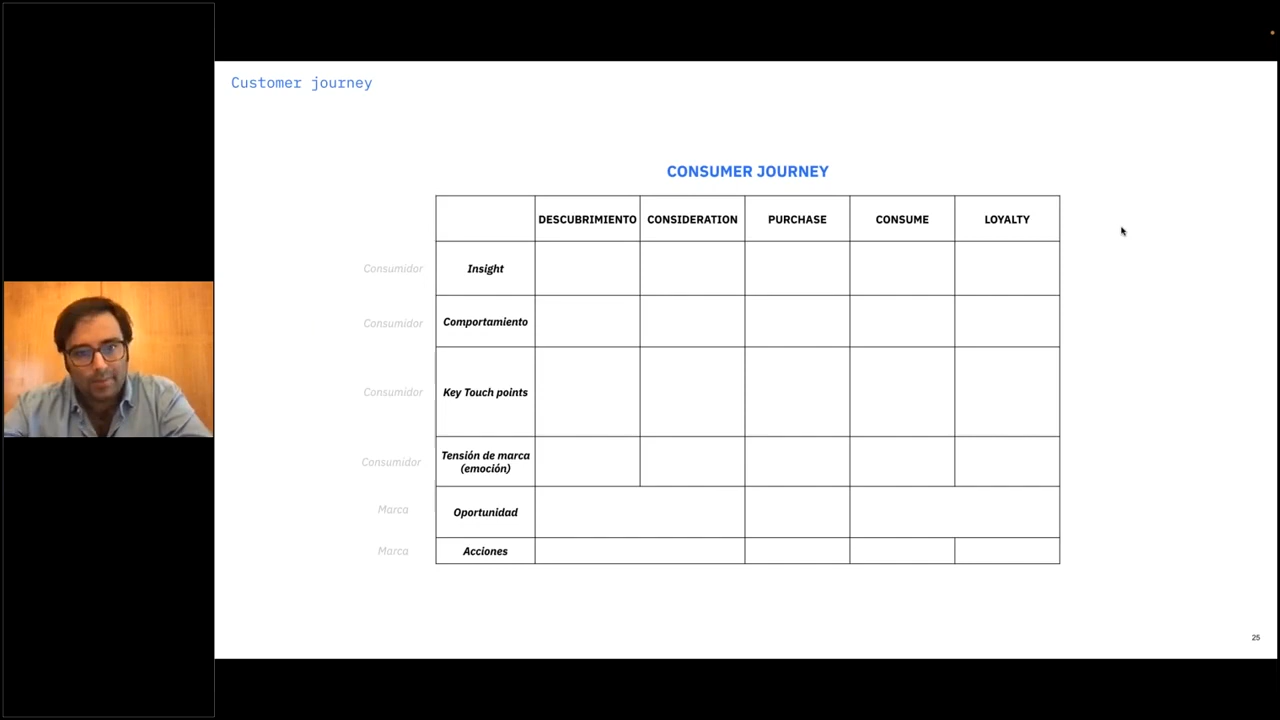 Customer journey
CONSUMER JOURNEY
DESCUBRIMIENTO CONSIDERATION PURCHASE CONSUME LOYALTY
Consumidor Insight
Consumidor Comportamiento
Consumidor Key Touch points
Consumidor Tensión de marca
(emoción)
Marca Oportunidad
Marca Acciones
25